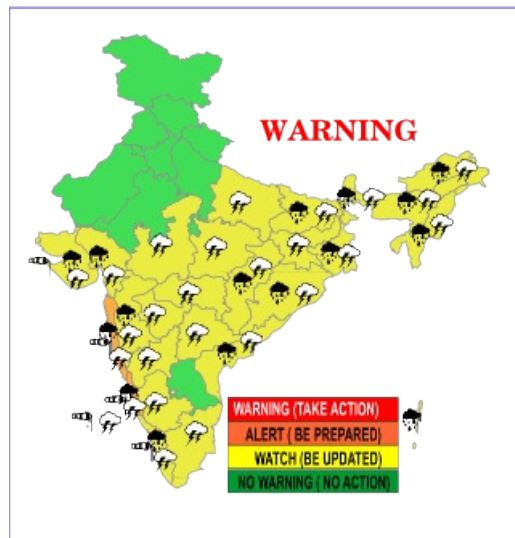 WARNING
WARNING (TAKE ACTION)
ALERT ( BE PREPARED)
WATCH (BE UPDATED)
NO WARNING ( NO ACTION)